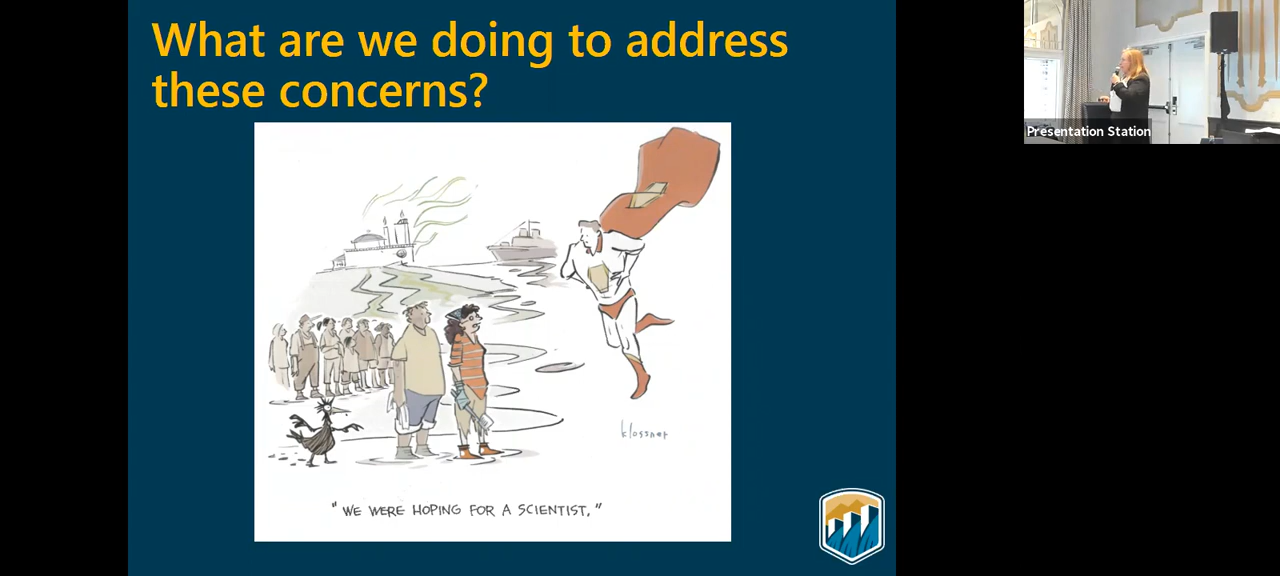 What are we doing to address
these concerns?
Presentation Station
klossner
"WE WERE HOPING FOR A SCIENTIST."